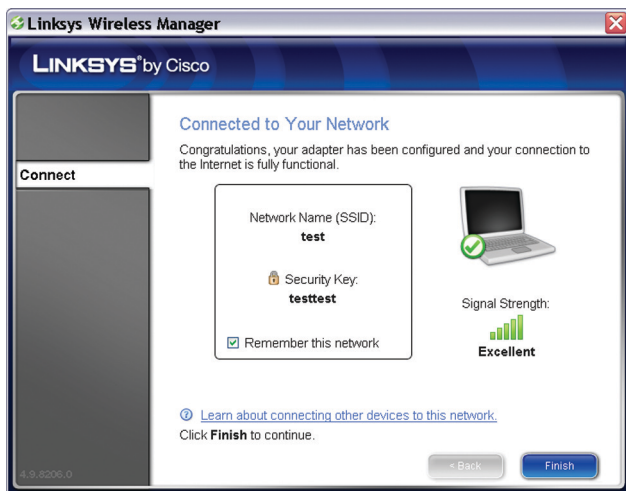 Linksys Wireless Manager
LINKSYS® by Cisco
Connect
Connected to Your Network
Congratulations, your adapter has been configured and your connection to
the Internet is fully functional.
Network Name (SSID):
test
Security Key:
testtest
Remember this network
Signal Strength:
Excellent
Learn about connecting other devices to this network.
Click Finish to continue.
4.9.8206.0
< Back
Finish